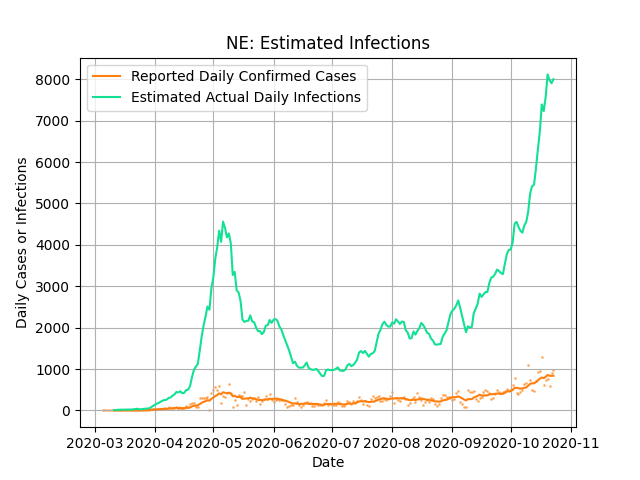 NE: Estimated Infections
Reported Daily Confirmed Cases
Estimated Actual Daily Infections
Daily Cases or Infections
8000
7000
6000
5000
4000
3000
2000
1000
0
2020-03 2020-04 2020-05 2020-06 2020-07 2020-08 2020-09 2020-10 2020-11
Date